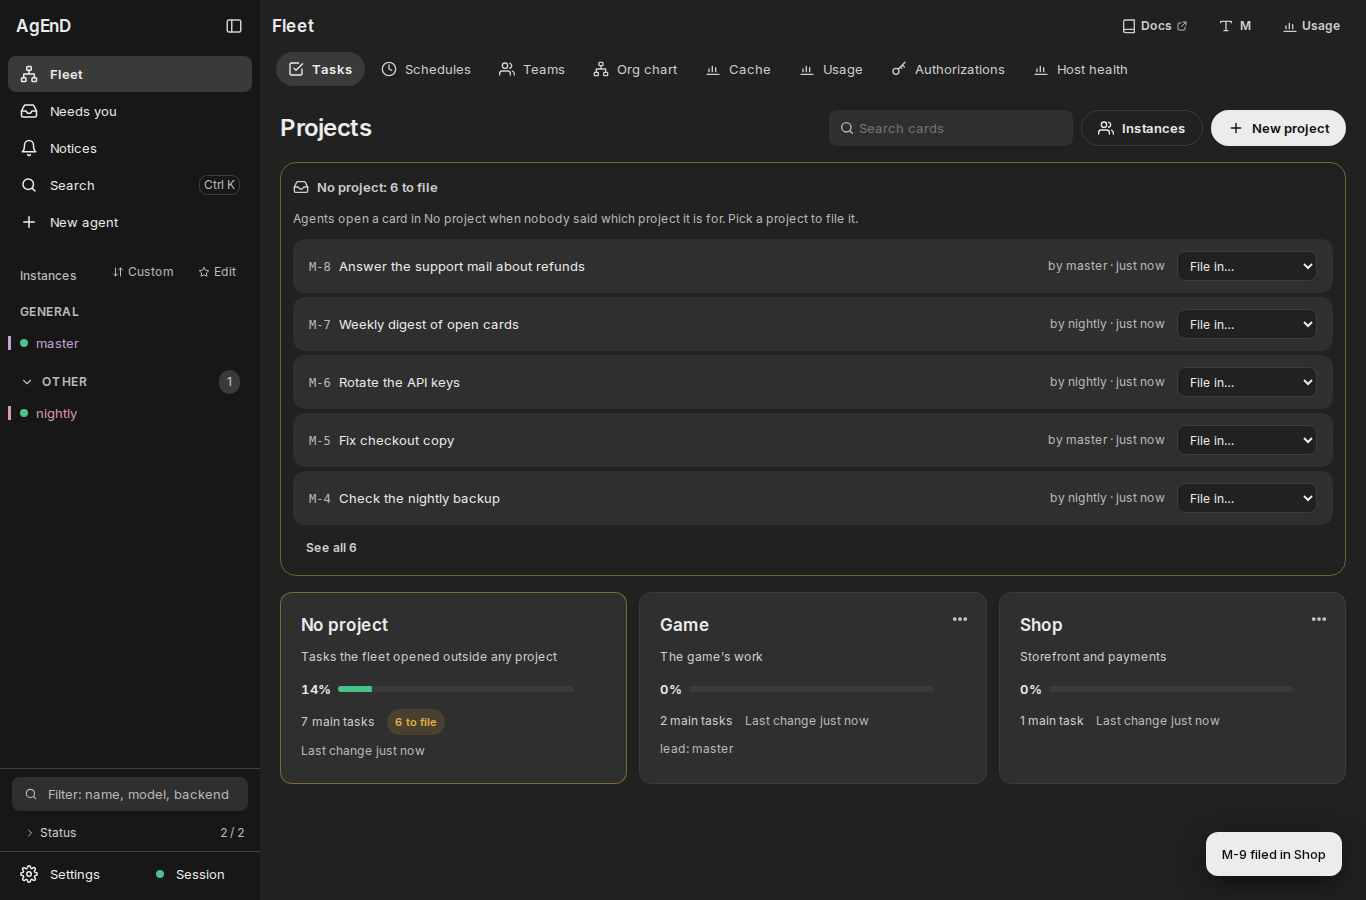 AgEnD
Fleet
Needs you
Notices
Search Ctrl K
New agent
Instances Custom Edit
GENERAL
master
OTHER 1
nightly
Filter: name, model, backend
Status 2 / 2
Settings Session
Fleet
Docs M Usage
Tasks Schedules Teams Org chart Cache Usage Authorizations Host health
Projects
Search cards Instances New project
No project: 6 to file
Agents open a card in No project when nobody said which project it is for. Pick a project to file it.
M-8 Answer the support mail about refunds by master · just now File in...
M-7 Weekly digest of open cards by nightly · just now File in...
M-6 Rotate the API keys by nightly · just now File in...
M-5 Fix checkout copy by master · just now File in...
M-4 Check the nightly backup by nightly · just now File in...
See all 6
No project
Tasks the fleet opened outside any project
14%
7 main tasks 6 to file
Last change just now
Game
The game's work
0%
2 main tasks Last change just now
lead: master
Shop
Storefront and payments
0%
1 main task Last change just now
M-9 filed in Shop